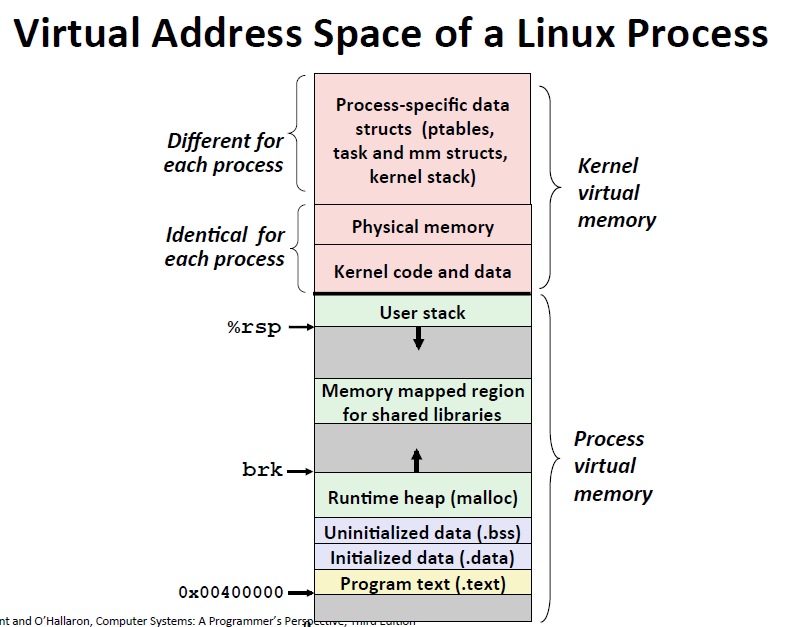 Virtual Address Space of a Linux Process
Process-specific data
structs (ptables,
task and mm structs,
kernel stack)
Different for
each process
Kernel
virtual
memory
Physical memory
Identical for
each process
Kernel code and data
User stack
%rsp
Memory mapped region
for shared libraries
Process
virtual
memory
brk
Runtime heap (malloc)
Uninitialized data (.bss)
Initialized data (.data)
Program text (.text)
0x00400000
and O'Hallaron, Computer Systems: A Programmer's Perspective, Third Edition